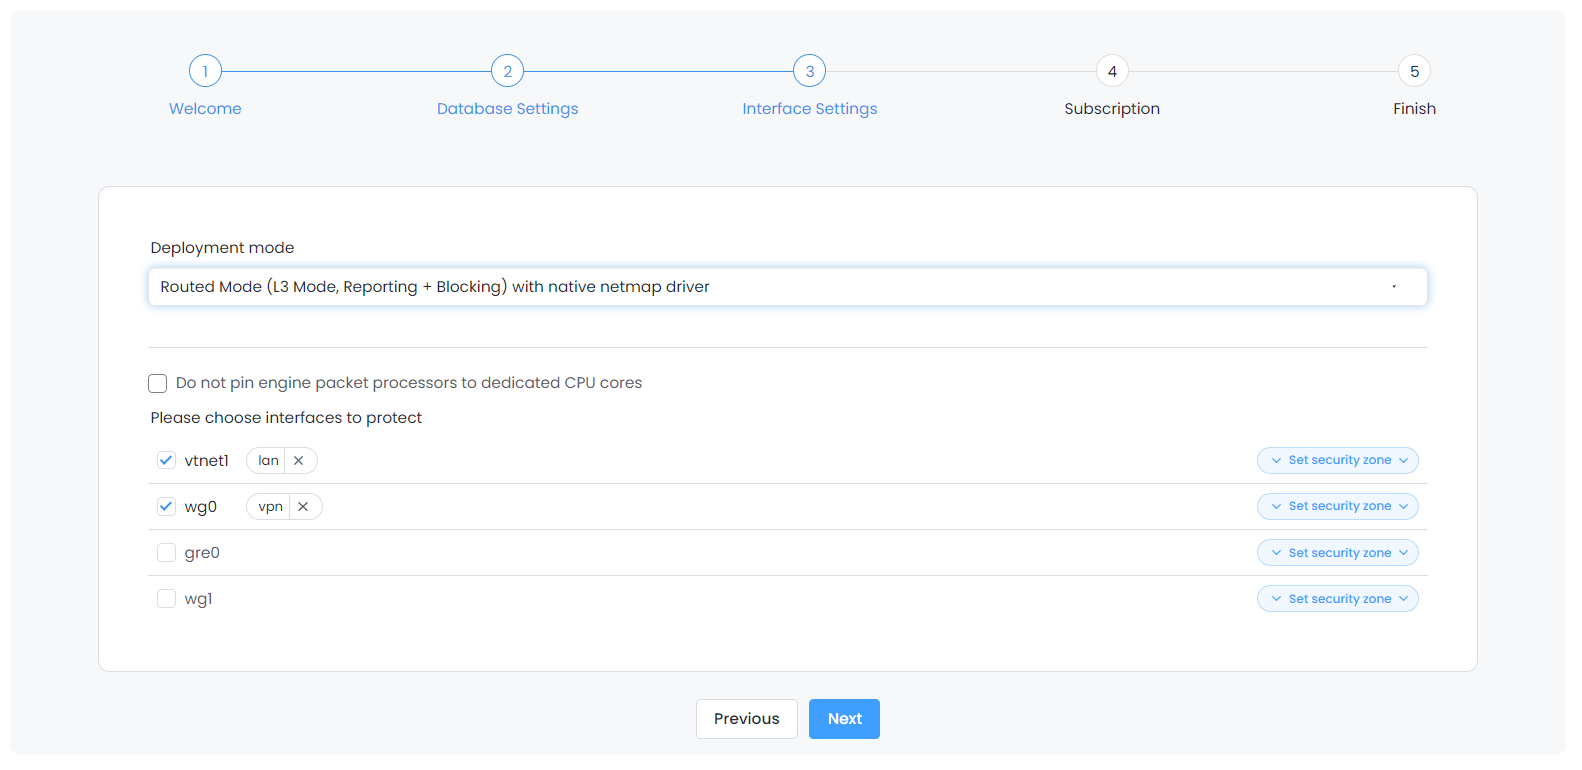 1 2 3 4 5
Welcome Database Settings Interface Settings Subscription Finish
Deployment mode
Routed Mode (L3 Mode, Reporting + Blocking) with native netmap driver
Do not pin engine packet processors to dedicated CPU cores
Please choose interfaces to protect
vtnet1 lan Set security zone
wg0 vpn Set security zone
gre0 Set security zone
wg1 Set security zone
Previous Next